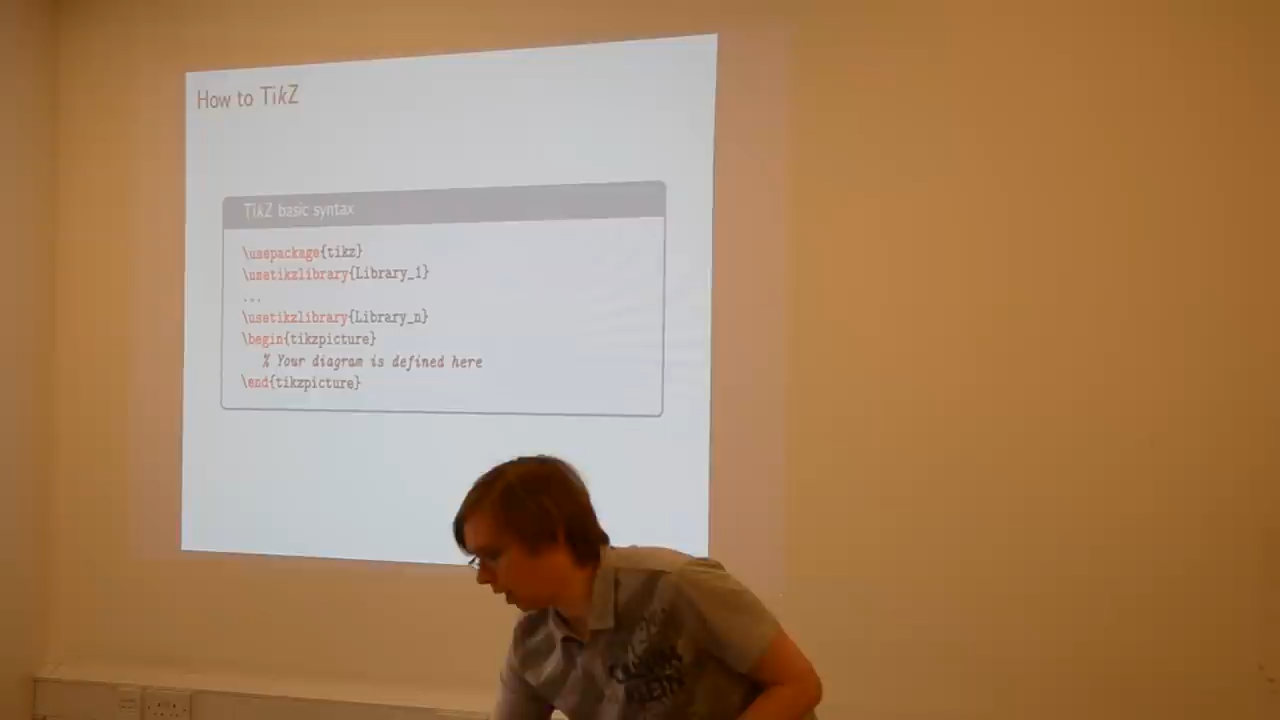 How to TikZ
TikZ basic syntax
\usepackage{tikz}
\usetikzlibrary{Library_1}
...
\usetikzlibrary{Library_n}
\begin{tikzpicture}
% Your diagram is defined here
\end{tikzpicture}
KLEIN